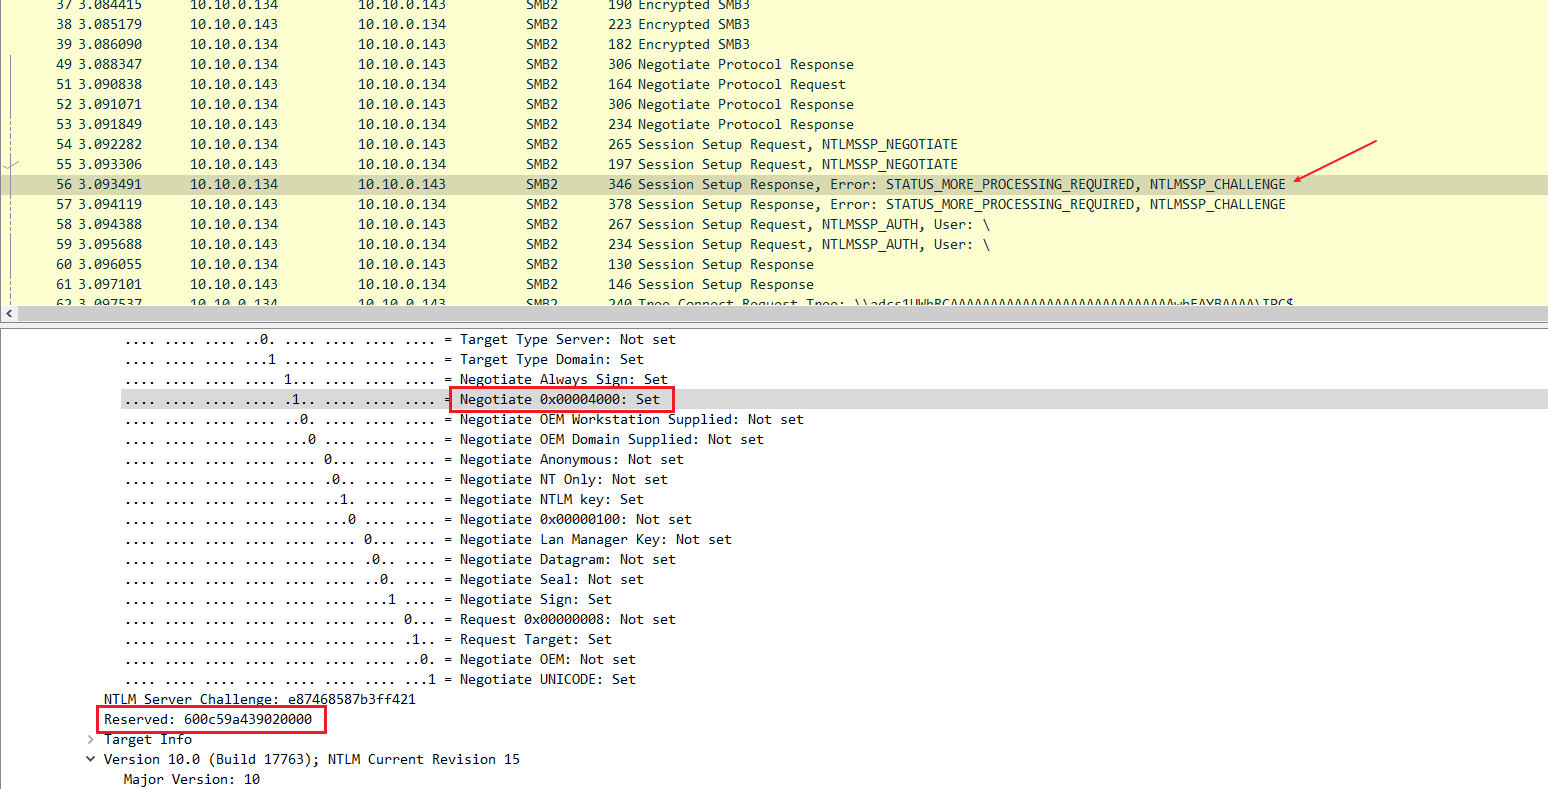 37 3.084415 10.10.0.134 10.10.0.143 SMB2 190 Encrypted SMB3
38 3.085179 10.10.0.134 10.10.0.143 SMB2 223 Encrypted SMB3
39 3.086090 10.10.0.134 10.10.0.143 SMB2 182 Encrypted SMB3
49 3.088347 10.10.0.134 10.10.0.143 SMB2 306 Negotiate Protocol Response
51 3.090838 10.10.0.143 10.10.0.134 SMB2 164 Negotiate Protocol Request
52 3.091071 10.10.0.134 10.10.0.143 SMB2 306 Negotiate Protocol Response
53 3.091849 10.10.0.143 10.10.0.134 SMB2 234 Negotiate Protocol Response
54 3.092282 10.10.0.134 10.10.0.143 SMB2 265 Session Setup Request, NTLMSSP_NEGOTIATE
55 3.093306 10.10.0.143 10.10.0.134 SMB2 197 Session Setup Request, NTLMSSP_NEGOTIATE
56 3.093491 10.10.0.134 10.10.0.143 SMB2 346 Session Setup Response, Error: STATUS_MORE_PROCESSING_REQUIRED, NTLMSSP_CHALLENGE
57 3.094119 10.10.0.143 10.10.0.134 SMB2 378 Session Setup Response, Error: STATUS_MORE_PROCESSING_REQUIRED, NTLMSSP_CHALLENGE
58 3.094388 10.10.0.134 10.10.0.143 SMB2 267 Session Setup Request, NTLMSSP_AUTH, User: \
59 3.095688 10.10.0.143 10.10.0.134 SMB2 234 Session Setup Request, NTLMSSP_AUTH, User: \
60 3.096055 10.10.0.134 10.10.0.143 SMB2 130 Session Setup Response
61 3.097101 10.10.0.143 10.10.0.134 SMB2 146 Session Setup Response
62 3.097537 10.10.0.134 10.10.0.143 SMB2 240 Tree Connect Request Tree:
.... .... .... ..0. .... .... .... .... = Target Type Server: Not set
.... .... .... ...1 .... .... .... .... = Target Type Domain: Set
.... .... .... .... 1... .... .... .... = Negotiate Always Sign: Set
.... .... .... .... .1.. .... .... .... = Negotiate 0x00004000: Set
.... .... .... .... ..0. .... .... .... = Negotiate OEM Workstation Supplied: Not set
.... .... .... .... ...0 .... .... .... = Negotiate OEM Domain Supplied: Not set
.... .... .... .... .... 0... .... .... = Negotiate Anonymous: Not set
.... .... .... .... .... .0.. .... .... = Negotiate NT Only: Not set
.... .... .... .... .... ..1. .... .... = Negotiate NTLM key: Set
.... .... .... .... .... ...0 .... .... = Negotiate 0x00000100: Not set
.... .... .... .... .... .... 0... .... = Negotiate Lan Manager Key: Not set
.... .... .... .... .... .... .0.. .... = Negotiate Datagram: Not set
.... .... .... .... .... .... ..0. .... = Negotiate Seal: Not set
.... .... .... .... .... .... ...1 .... = Negotiate Sign: Set
.... .... .... .... .... .... .... 0... = Request 0x00000008: Not set
.... .... .... .... .... .... .... .1.. = Request Target: Set
.... .... .... .... .... .... .... ..0. = Negotiate OEM: Not set
.... .... .... .... .... .... .... ...1 = Negotiate UNICODE: Set
NTLM Server Challenge: e87468587b3ff421
Reserved: 600c59a439020000
Target Info
Version 10.0 (Build 17763); NTLM Current Revision 15
Major Version: 10